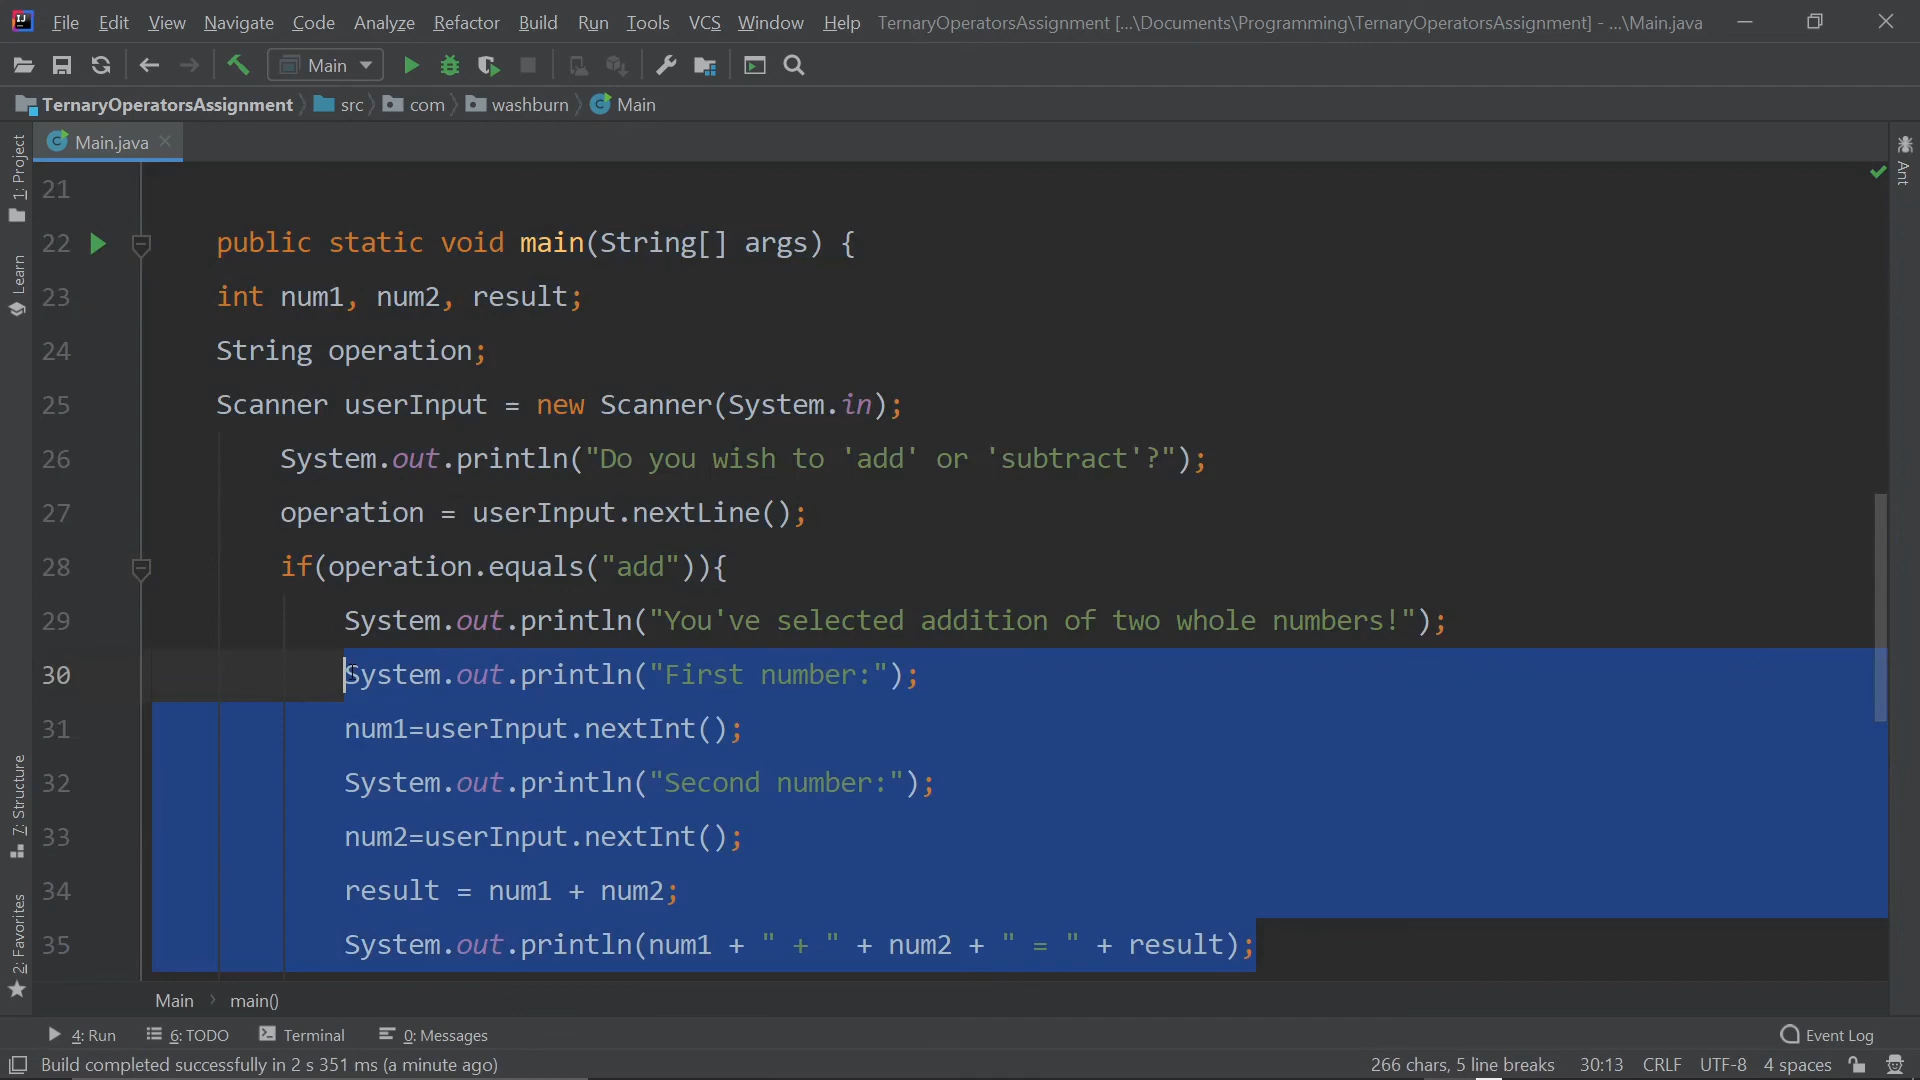 File Edit View Navigate Code Analyze Refactor Build Run Tools VCS Window Help TernaryOperatorsAssignment [...\Documents\Programming\TernaryOperatorsAssignment] - ...\Main.java
Main
TernaryOperatorsAssignment src com washburn Main
Main.java
1: Project
Learn
7: Structure
2: Favorites
Ant
21
22 public static void main(String[] args) {
23 int num1, num2, result;
24 String operation;
25 Scanner userInput = new Scanner(System.in);
26 System.out.println("Do you wish to 'add' or 'subtract'?");
27 operation = userInput.nextLine();
28 if(operation.equals("add")){
29 System.out.println("You've selected addition of two whole numbers!");
30 System.out.println("First number:");
31 num1=userInput.nextInt();
32 System.out.println("Second number:");
33 num2=userInput.nextInt();
34 result = num1 + num2;
35 System.out.println(num1 + " + " + num2 + " = " + result);
Main main()
4: Run 6: TODO Terminal 0: Messages Event Log
Build completed successfully in 2 s 351 ms (a minute ago) 266 chars, 5 line breaks 30:13 CRLF UTF-8 4 spaces